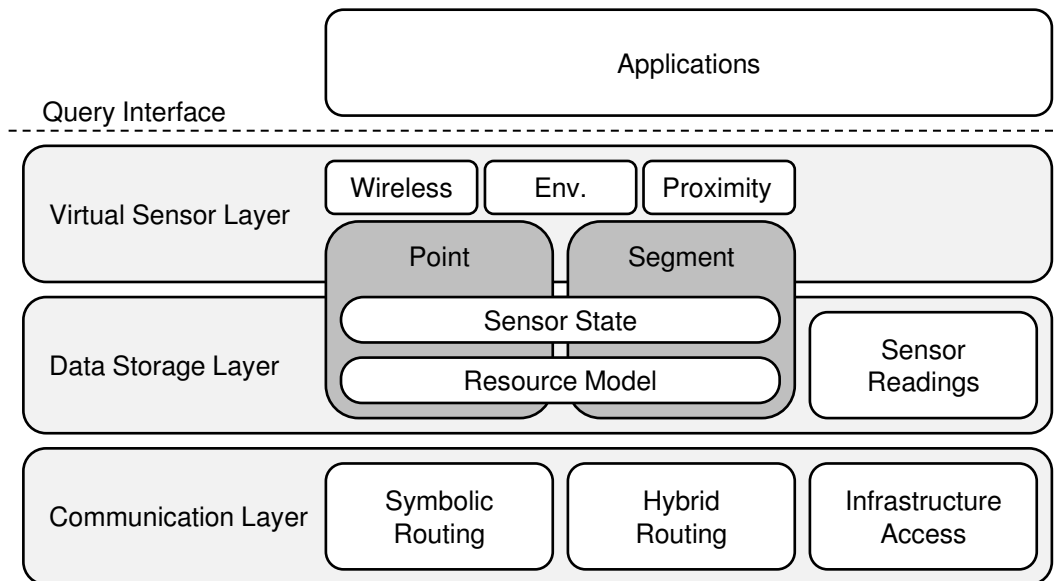 Applications
Query Interface
Wireless
Env.
Proximity
Virtual Sensor Layer
Point
Segment
Sensor State
Data Storage Layer
Resource Model
Sensor
Readings
Communication Layer
Symbolic
Routing
Hybrid
Routing
Infrastructure
Access